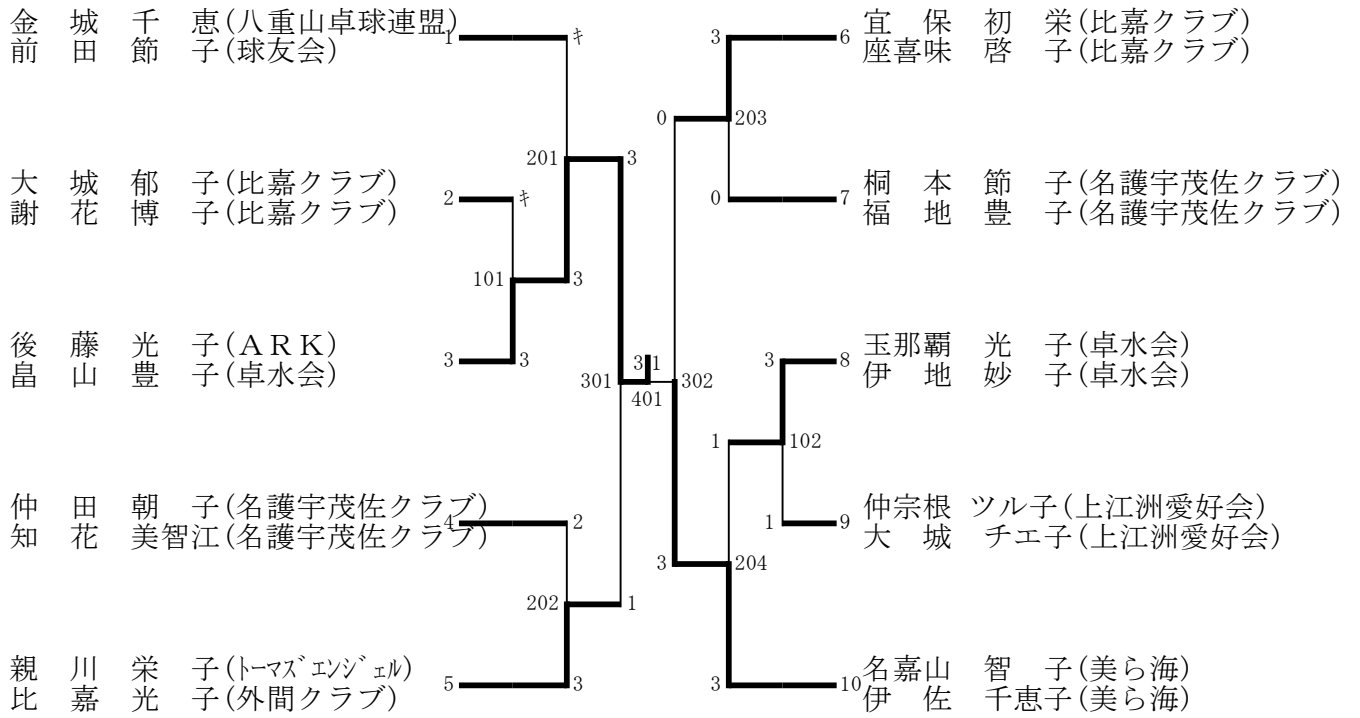 金　城　千　恵(八重山卓球連盟)
前　田　節　子(球友会)
1
ｷ
201
3
大　城　郁　子(比嘉クラブ)
謝　花　博　子(比嘉クラブ)
2
ｷ
101
3
後　藤　光　子(ＡＲＫ)
畠　山　豊　子(卓水会)
3
3
301
3
1
401
302
仲　田　朝　子(名護宇茂佐クラブ)
知　花　美智江(名護宇茂佐クラブ)
4
2
202
1
親　川　栄　子(ﾄｰﾏｽﾞｴﾝｼﾞｪﾙ)
比　嘉　光　子(外間クラブ)
5
3
宜　保　初　栄(比嘉クラブ)
座喜味　啓　子(比嘉クラブ)
3
6
0
203
桐　本　節　子(名護宇茂佐クラブ)
福　地　豊　子(名護宇茂佐クラブ)
0
7
玉那覇　光　子(卓水会)
伊　地　妙　子(卓水会)
3
8
1
102
仲宗根　ツル子(上江洲愛好会)
大　城　チエ子(上江洲愛好会)
1
9
3
204
名嘉山　智　子(美ら海)
伊　佐　千恵子(美ら海)
3
10